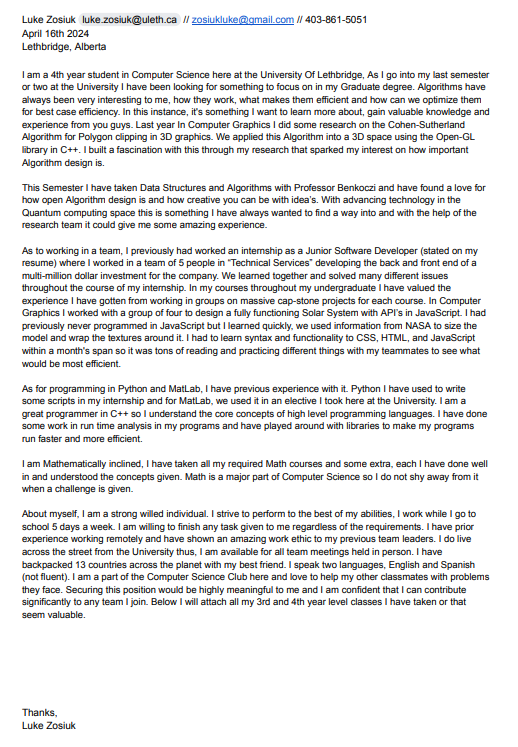 Luke Zosiuk luke.zosiuk@uleth.ca // zosiukluke@gmail.com // 403-861-5051
April 16th 2024
Lethbridge, Alberta
I am a 4th year student in Computer Science here at the University Of Lethbridge, As I go into my last semester
or two at the University I have been looking for something to focus on in my Graduate degree. Algorithms have
always been very interesting to me, how they work, what makes them efficient and how can we optimize them
for best case efficiency. In this instance, it's something I want to learn more about, gain valuable knowledge and
experience from you guys. Last year In Computer Graphics I did some research on the Cohen-Sutherland
Algorithm for Polygon clipping in 3D graphics. We applied this Algorithm into a 3D space using the Open-GL
library in C++. I built a fascination with this through my research that sparked my interest on how important
Algorithm design is.
This Semester I have taken Data Structures and Algorithms with Professor Benkoczi and have found a love for
how open Algorithm design is and how creative you can be with idea's. With advancing technology in the
Quantum computing space this is something I have always wanted to find a way into and with the help of the
research team it could give me some amazing experience.
As to working in a team, I previously had worked an internship as a Junior Software Developer (stated on my
resume) where I worked in a team of 5 people in "Technical Services" developing the back and front end of a
multi-million dollar investment for the company. We learned together and solved many different issues
throughout the course of my internship. In my courses throughout my undergraduate I have valued the
experience I have gotten from working in groups on massive cap-stone projects for each course. In Computer
Graphics I worked with a group of four to design a fully functioning Solar System with API's in JavaScript. I had
previously never programmed in JavaScript but I learned quickly, we used information from NASA to size the
model and wrap the textures around it. I had to learn syntax and functionality to CSS, HTML, and JavaScript
within a month's span so it was tons of reading and practicing different things with my teammates to see what
would be most efficient.
As for programming in Python and MatLab, I have previous experience with it. Python I have used to write
some scripts in my internship and for MatLab, we used it in an elective I took here at the University. I am a
great programmer in C++ so I understand the core concepts of high level programming languages. I have done
some work in run time analysis in my programs and have played around with libraries to make my programs
run faster and more efficient.
I am Mathematically inclined, I have taken all my required Math courses and some extra, each I have done well
in and understood the concepts given. Math is a major part of Computer Science so I do not shy away from it
when a challenge is given.
About myself, I am a strong willed individual. I strive to perform to the best of my abilities, I work while I go to
school 5 days a week. I am willing to finish any task given to me regardless of the requirements. I have prior
experience working remotely and have shown an amazing work ethic to my previous team leaders. I do live
across the street from the University thus, I am available for all team meetings held in person. I have
backpacked 13 countries across the planet with my best friend. I speak two languages, English and Spanish
(not fluent). I am a part of the Computer Science Club here and love to help my other classmates with problems
they face. Securing this position would be highly meaningful to me and I am confident that I can contribute
significantly to any team I join. Below I will attach all my 3rd and 4th year level classes I have taken or that
seem valuable.
Thanks,
Luke Zosiuk